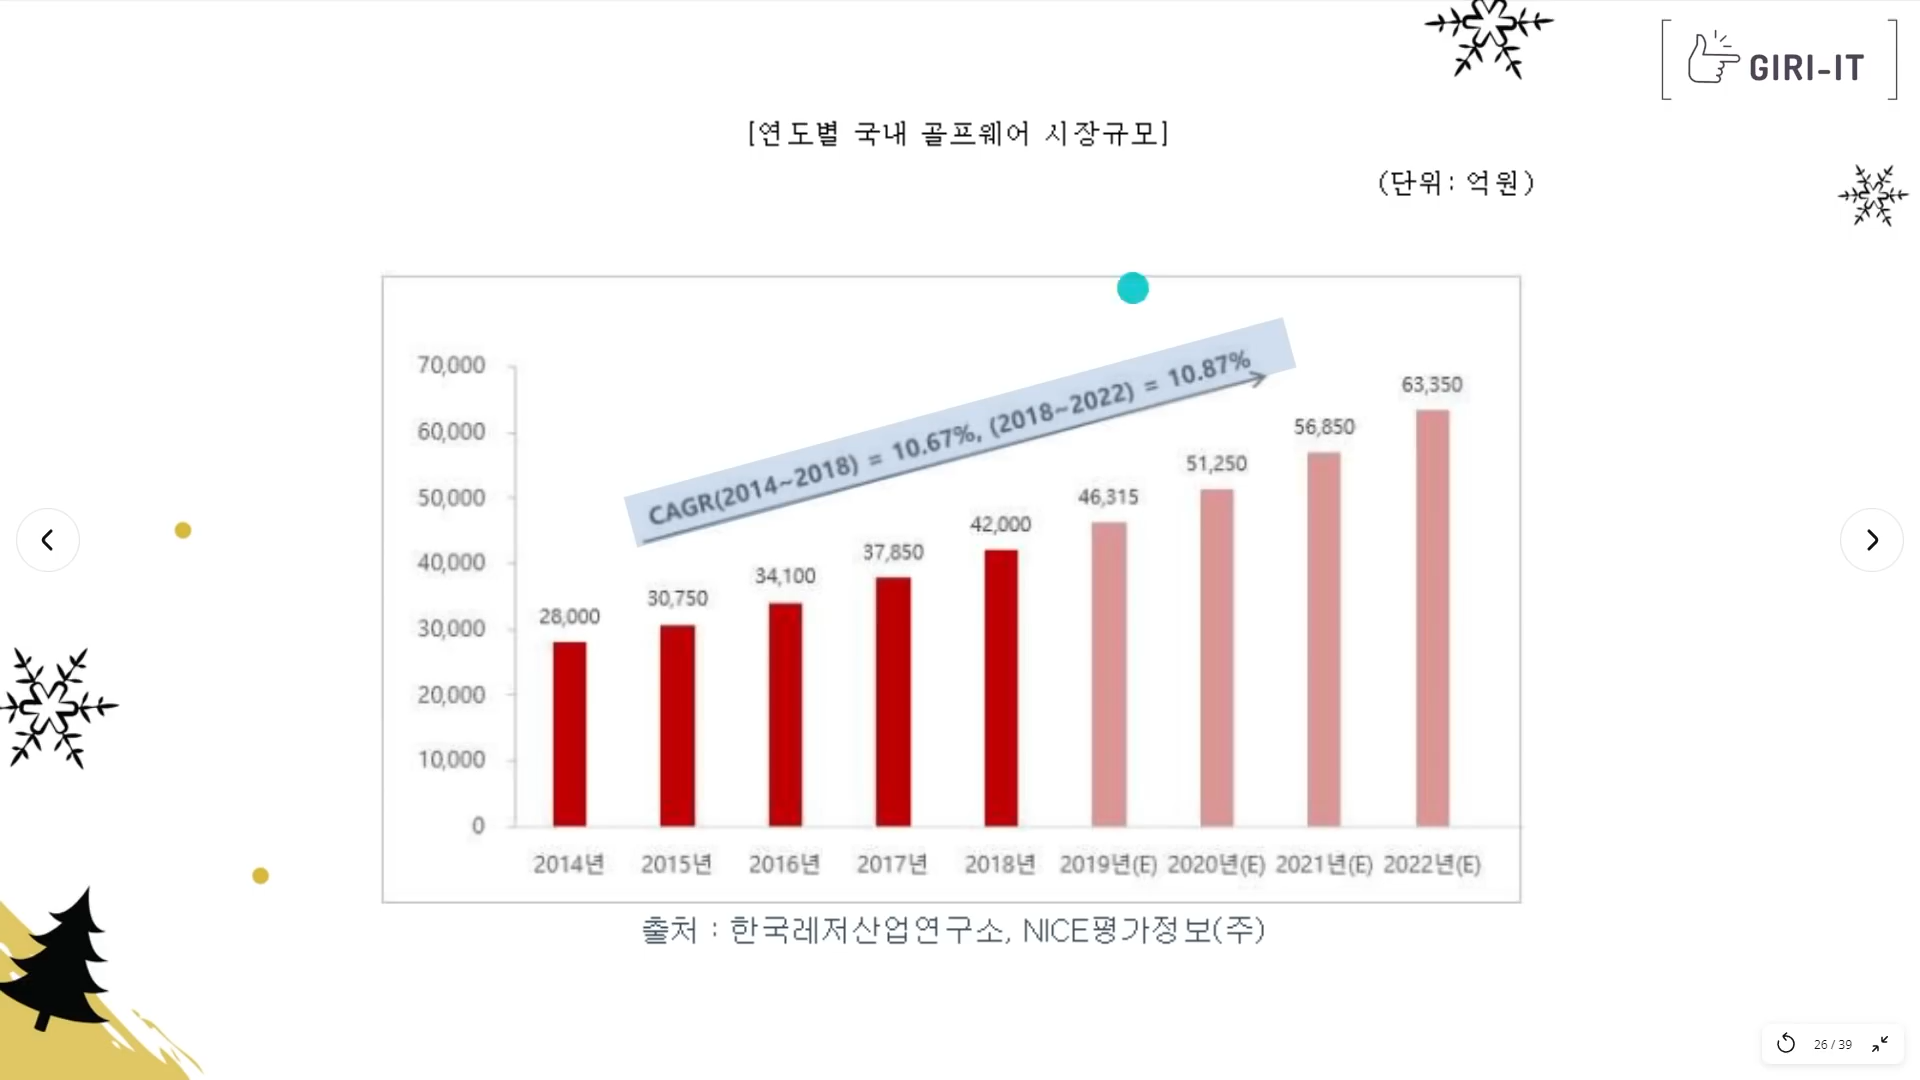 GIRI-IT
[연도별 국내 골프웨어 시장규모]
(단위: 억원)
CAGR(2014~2018) = 10.67%, (2018~2022) = 10.87%
70,000
60,000
50,000
40,000
30,000
20,000
10,000
0
28,000
30,750
34,100
37,850
42,000
46,315
51,250
56,850
63,350
2014년 2015년 2016년 2017년 2018년 2019년(E) 2020년(E) 2021년(E) 2022년(E)
출처 : 한국레저산업연구소, NICE평가정보(주)
26 / 39